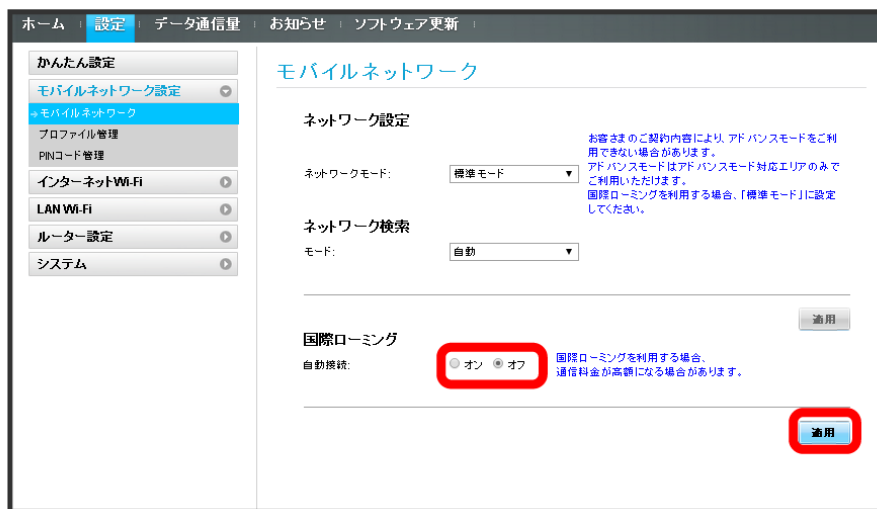 ホーム 設定 データ通信量 お知らせ ソフトウェア更新
かんたん設定
モバイルネットワーク設定
→モバイルネットワーク
プロファイル管理
PINコード管理
インターネットWi-Fi
LAN Wi-Fi
ルーター設定
システム
モバイルネットワーク
ネットワーク設定
ネットワークモード: 標準モード ▼
お客さまのご契約内容により、アドバンスモードをご利
用できない場合があります。
アドバンスモードはアドバンスモード対応エリアのみで
ご利用いただけます。
国際ローミングを利用する場合、「標準モード」に設定
してください。
ネットワーク検索
モード: 自動 ▼
適用
国際ローミング
自動接続: オン オフ
国際ローミングを利用する場合、
通信料金が高額になる場合があります。
適用